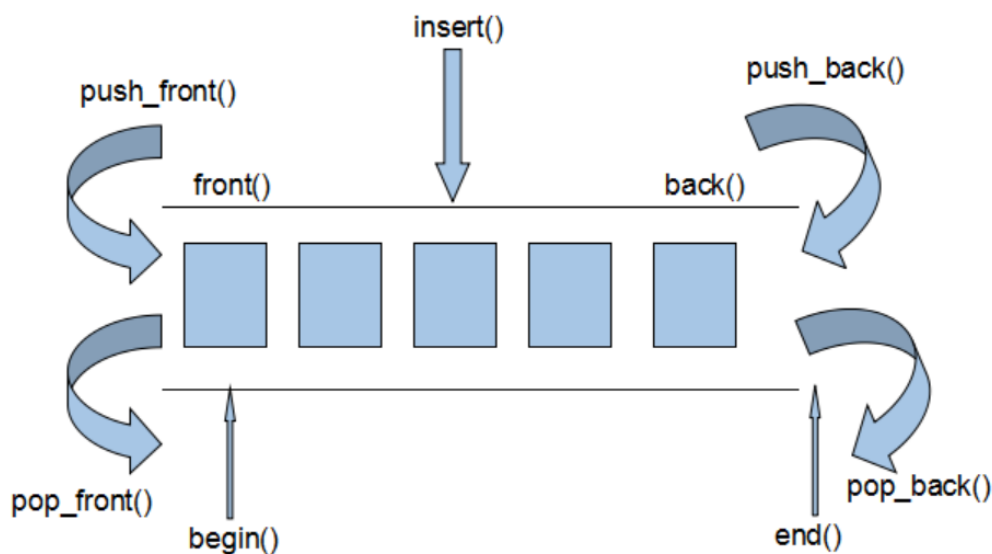 insert()
push_front()
push_back()
front()
back()
pop_front()
pop_back()
begin()
end()